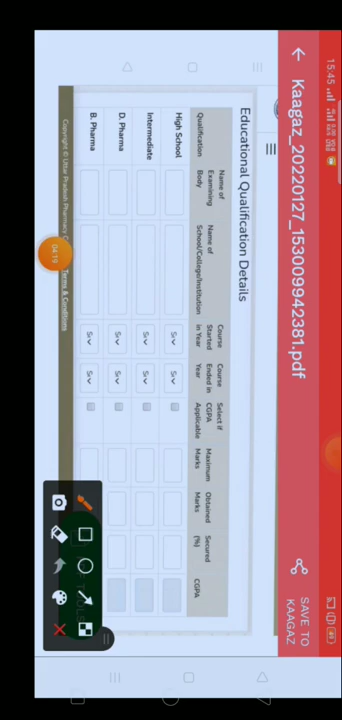 15:45
Kaagaz_20220127_153009942381.pdf
SAVE TO
KAAGAZ
Educational Qualification Details
Qualification
Name of Examining Body
Name of School/College/Institution
Course Started in Year
Course Ended in Year
Select if CGPA Applicable
Maximum Marks
Obtained Marks
Secured (%)
CGPA
High School
Intermediate
D. Pharma
B. Pharma
Copyright © Uttar Pradesh Pharmacy
Terms & Conditions
04:19